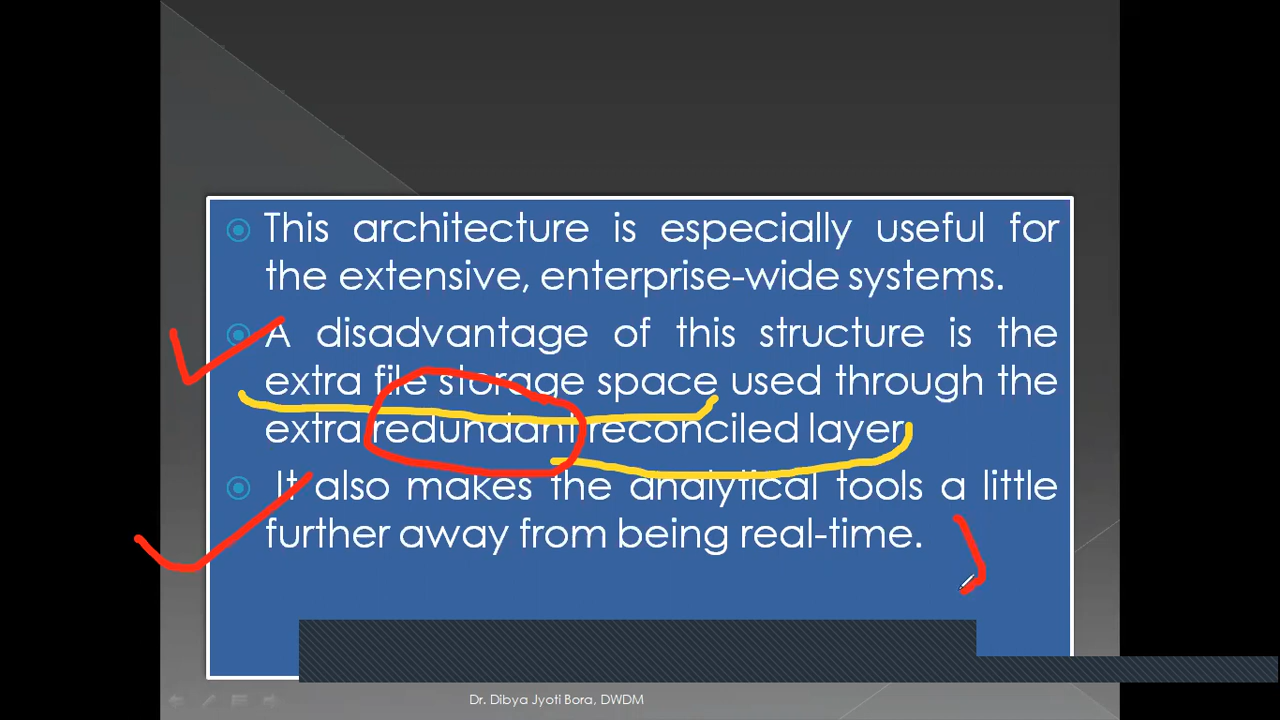 This architecture is especially useful for
the extensive, enterprise-wide systems.
A disadvantage of this structure is the
extra file storage space used through the
extra redundant reconciled layer.
It also makes the analytical tools a little
further away from being real-time.
Dr. Dibya Jyoti Bora, DWDM